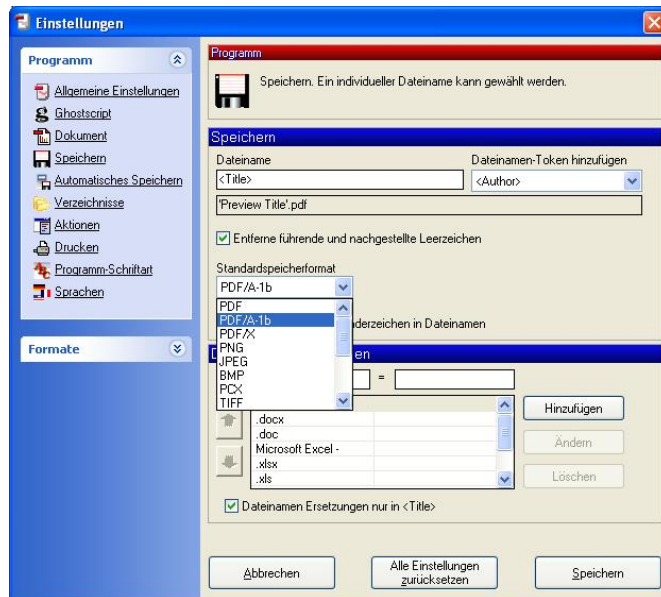 Einstellungen
Programm
Allgemeine Einstellungen
Ghostscript
Dokument
Speichern
Automatisches Speichern
Verzeichnisse
Aktionen
Drucken
Programm-Schriftart
Sprachen
Formate
Programm
Speichern. Ein individueller Dateiname kann gewählt werden.
Speichern
Dateiname
Dateinamen-Token hinzufügen
<Title>
<Author>
'Preview Title'.pdf
Entferne führende und nachgestellte Leerzeichen
Standardspeicherformat
PDF/A-1b
PDF
PDF/A-1b
PDF/X
PNG
JPEG
BMP
PCX
TIFF
nderzeichen in Dateinamen
D
en
=
.docx
.doc
Microsoft Excel -
.xlsx
.xls
Hinzufügen
Ändern
Löschen
Dateinamen Ersetzungen nur in <Title>
Abbrechen
Alle Einstellungen
zurücksetzen
Speichern